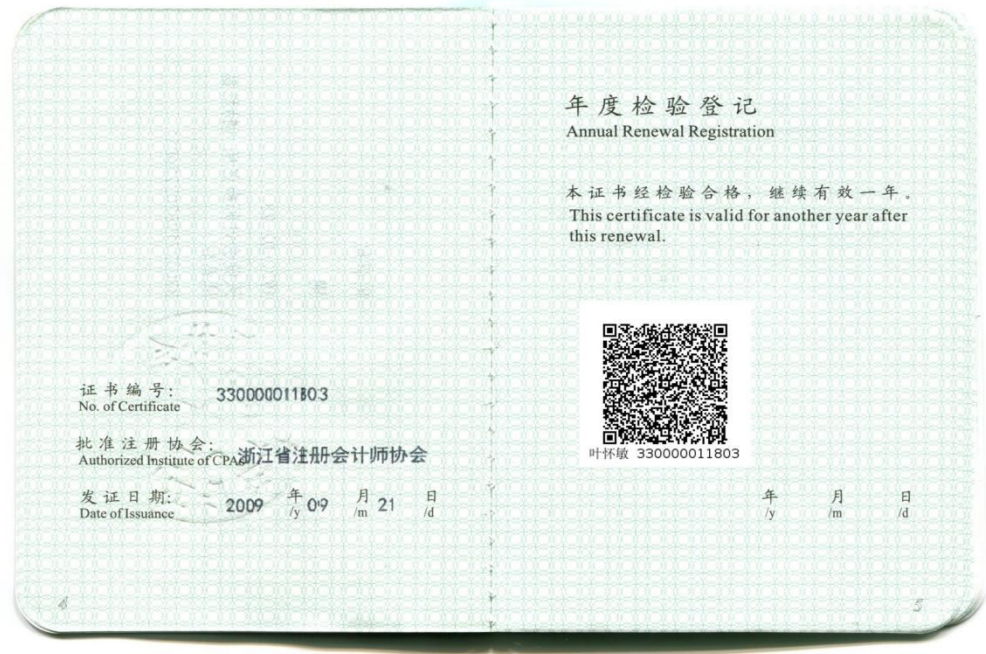 证书编号： 330000011803
No. of Certificate
批准注册协会： 浙江省注册会计师协会
Authorized Institute of CPAs
发证日期： 2009 年 09 月 21 日
Date of Issuance /y /m /d
4
年度检验登记
Annual Renewal Registration
本证书经检验合格，继续有效一年。
This certificate is valid for another year after
this renewal.
叶怀敏 330000011803
年 月 日
/y /m /d
5